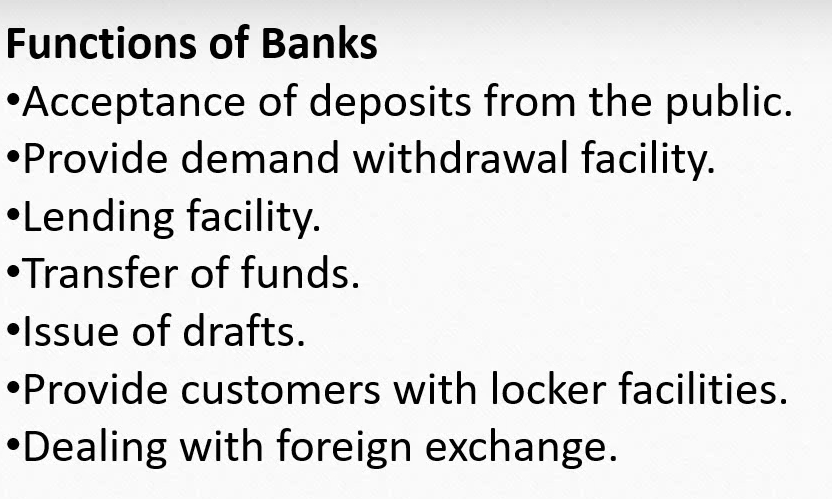 Functions of Banks
•Acceptance of deposits from the public.
•Provide demand withdrawal facility.
•Lending facility.
•Transfer of funds.
•Issue of drafts.
•Provide customers with locker facilities.
•Dealing with foreign exchange.